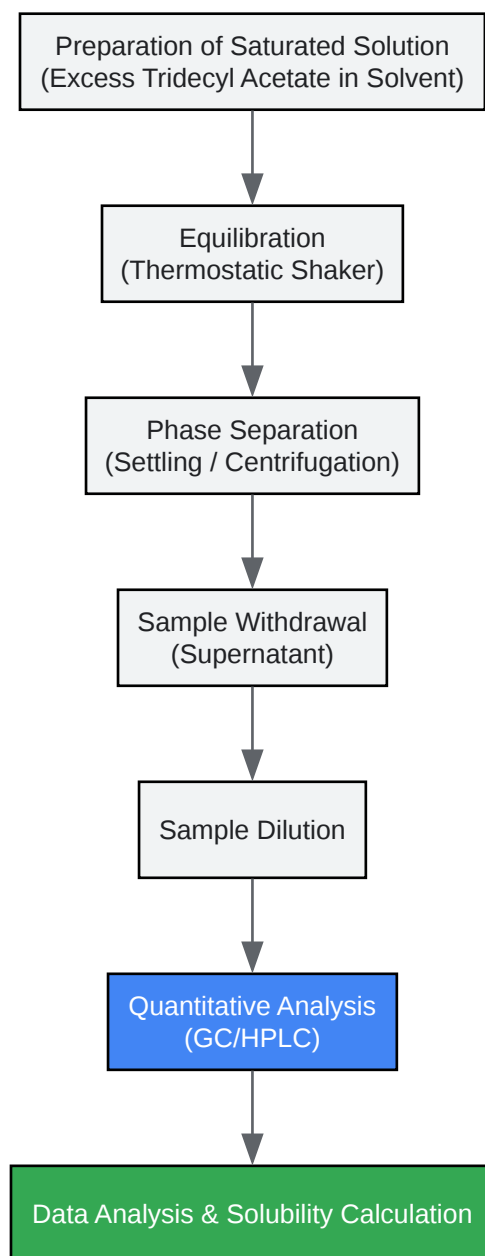 Preparation of Saturated Solution
(Excess Tridecyl Acetate in Solvent)
Equilibration
(Thermostatic Shaker)
Phase Separation
(Settling / Centrifugation)
Sample Withdrawal
(Supernatant)
Sample Dilution
Quantitative Analysis
(GC/HPLC)
Data Analysis & Solubility Calculation